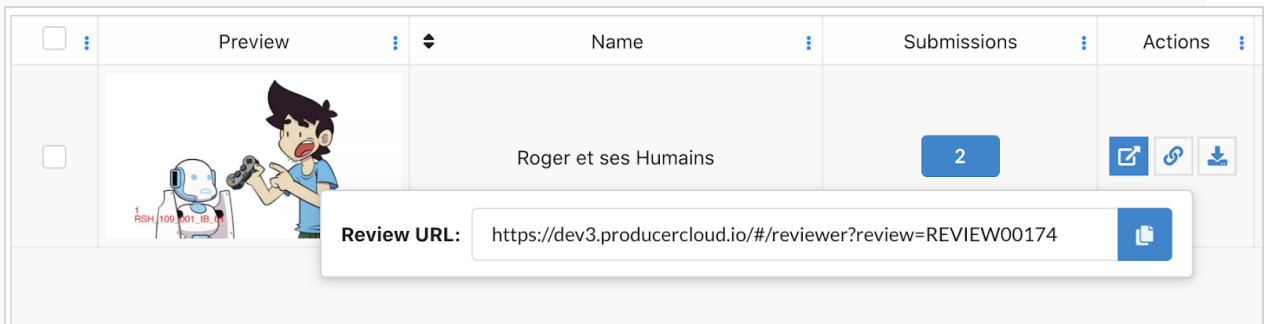 Preview Name Submissions Actions
Roger et ses Humains 2
1
RSH_109_001_IB_01
Review URL: https://dev3.producercloud.io/#/reviewer?review=REVIEW00174